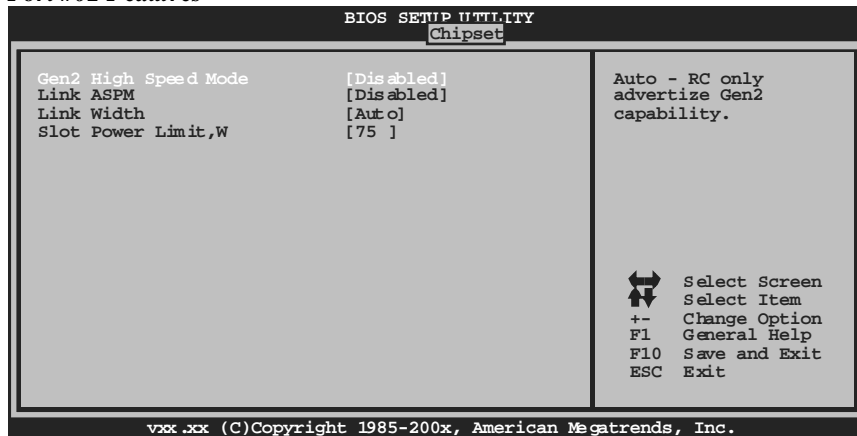 BIOS SETUP UTILITY
Chipset
Gen2 High Speed Mode [Disabled]
Link ASPM [Disabled]
Link Width [Auto]
Slot Power Limit,W [75 ]
Auto - RC only
advertize Gen2
capability.
Select Screen
Select Item
+- Change Option
F1 General Help
F10 Save and Exit
ESC Exit
vxx.xx (C)Copyright 1985-200x, American Megatrends, Inc.